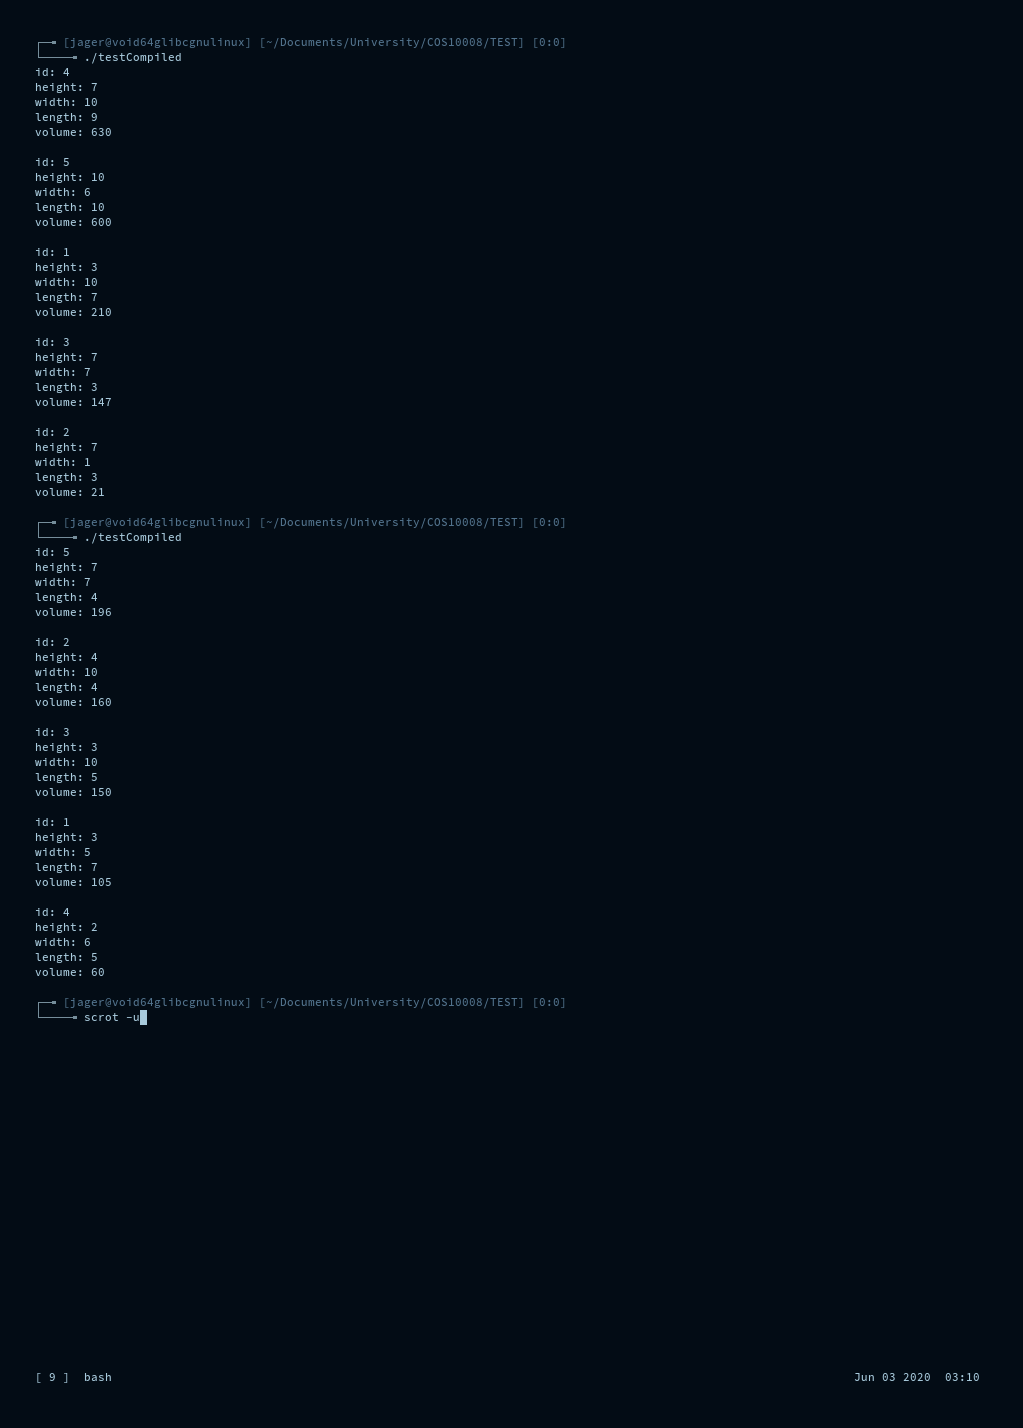 [jager@void64glibcgnulinux] [~/Documents/University/COS10008/TEST] [0:0]
./testCompiled
id: 4
height: 7
width: 10
length: 9
volume: 630
id: 5
height: 10
width: 6
length: 10
volume: 600
id: 1
height: 3
width: 10
length: 7
volume: 210
id: 3
height: 7
width: 7
length: 3
volume: 147
id: 2
height: 7
width: 1
length: 3
volume: 21
[jager@void64glibcgnulinux] [~/Documents/University/COS10008/TEST] [0:0]
./testCompiled
id: 5
height: 7
width: 7
length: 4
volume: 196
id: 2
height: 4
width: 10
length: 4
volume: 160
id: 3
height: 3
width: 10
length: 5
volume: 150
id: 1
height: 3
width: 5
length: 7
volume: 105
id: 4
height: 2
width: 6
length: 5
volume: 60
[jager@void64glibcgnulinux] [~/Documents/University/COS10008/TEST] [0:0]
scrot -u
[ 9 ]  bash Jun 03 2020  03:10